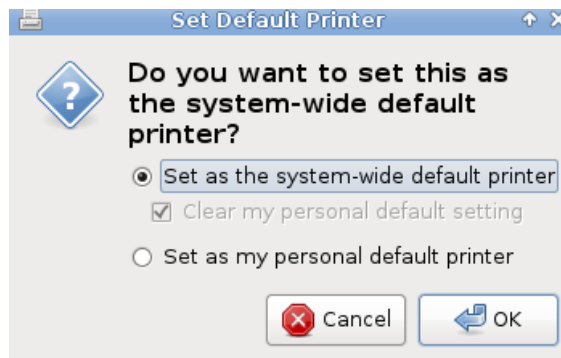 Set Default Printer
Do you want to set this as
the system-wide default
printer?
Set as the system-wide default printer
Clear my personal default setting
Set as my personal default printer
Cancel
OK